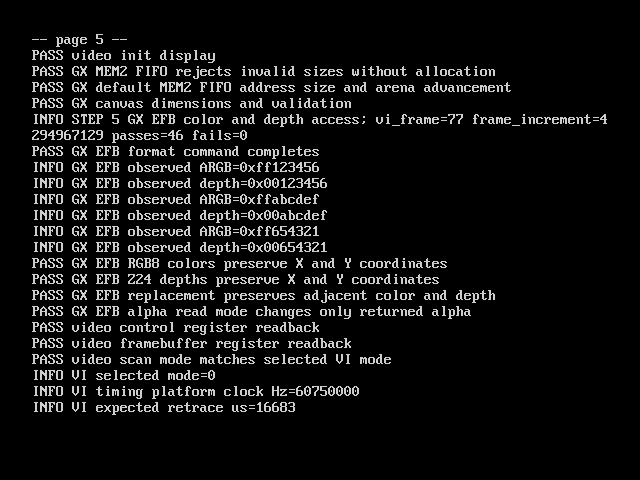 -- page 5 --
PASS video init display
PASS GX MEM2 FIFO rejects invalid sizes without allocation
PASS GX default MEM2 FIFO address size and arena advancement
PASS GX canvas dimensions and validation
INFO STEP 5 GX EFB color and depth access; vi_frame=77 frame_increment=4
294967129 passes=46 fails=0
PASS GX EFB format command completes
INFO GX EFB observed ARGB=0xff123456
INFO GX EFB observed depth=0x00123456
INFO GX EFB observed ARGB=0xffabcdef
INFO GX EFB observed depth=0x00abcdef
INFO GX EFB observed ARGB=0xff654321
INFO GX EFB observed depth=0x00654321
PASS GX EFB RGB8 colors preserve X and Y coordinates
PASS GX EFB Z24 depths preserve X and Y coordinates
PASS GX EFB replacement preserves adjacent color and depth
PASS GX EFB alpha read mode changes only returned alpha
PASS video control register readback
PASS video framebuffer register readback
PASS video scan mode matches selected VI mode
INFO VI selected mode=0
INFO VI timing platform clock Hz=60750000
INFO VI expected retrace us=16683